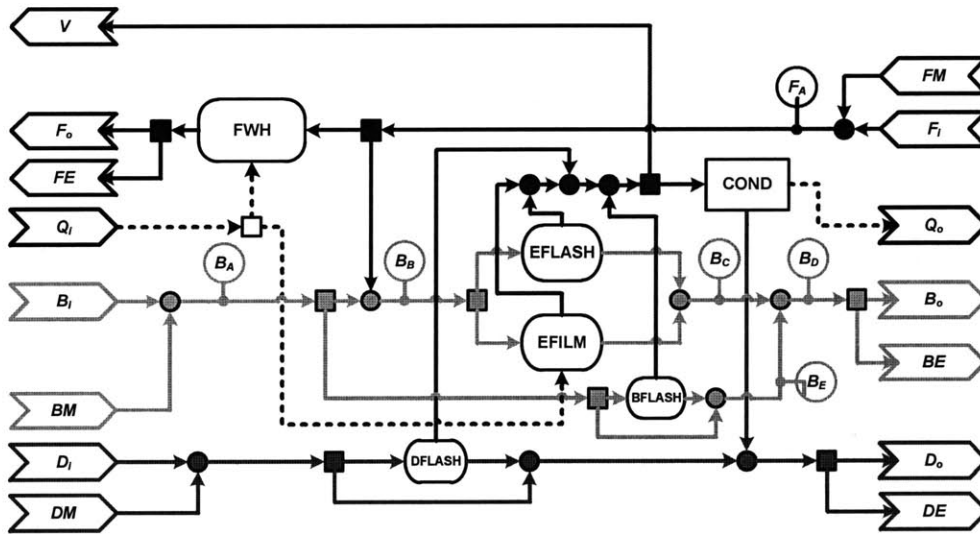 V
F_A
FM
F_o
FWH
F_i
FE
COND
Q_i
Q_o
B_A
B_B
EFLASH
B_C
B_D
B_i
B_o
EFILM
BE
B_E
BM
BFLASH
D_i
DFLASH
D_o
DM
DE